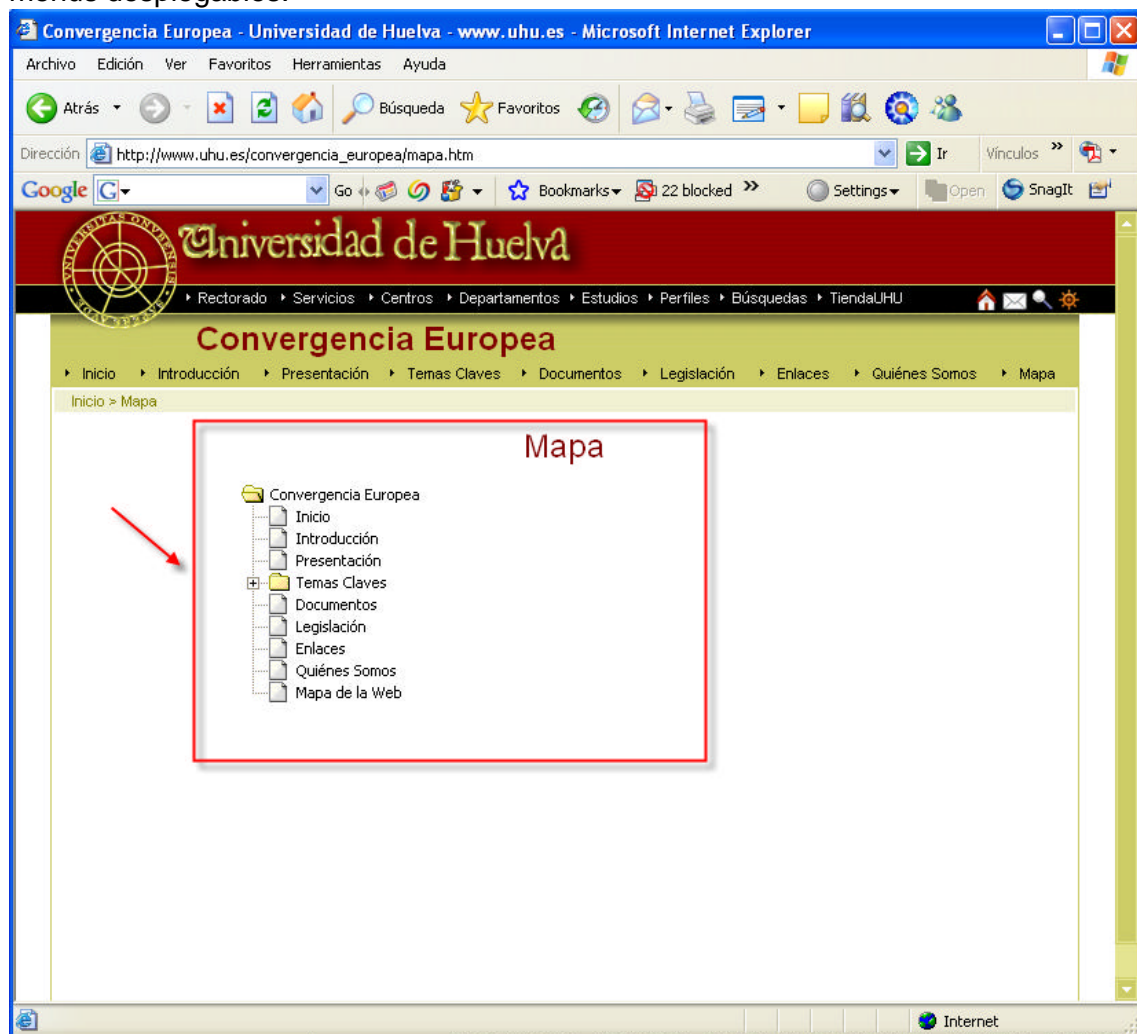 menús desplegables.
Convergencia Europea - Universidad de Huelva - www.uhu.es - Microsoft Internet Explorer
Archivo Edición Ver Favoritos Herramientas Ayuda
Atrás Búsqueda Favoritos
Dirección http://www.uhu.es/convergencia_europea/mapa.htm Ir Vínculos »
Google G Go Bookmarks 22 blocked » Settings Open SnagIt
Universidad de Huelva
Rectorado Servicios Centros Departamentos Estudios Perfiles Búsquedas TiendaUHU
Convergencia Europea
Inicio Introducción Presentación Temas Claves Documentos Legislación Enlaces Quiénes Somos Mapa
Inicio > Mapa
Mapa
Convergencia Europea
Inicio
Introducción
Presentación
Temas Claves
Documentos
Legislación
Enlaces
Quiénes Somos
Mapa de la Web
Internet